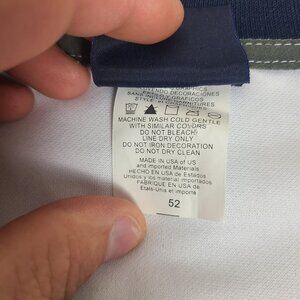 GRAPHICS
MACHINE WASH COLD GENTLE
WITH SIMILAR COLORS
DO NOT BLEACH
LINE DRY ONLY
DO NOT IRON DECORATION
DO NOT DRY CLEAN
MADE IN USA of US
and imported Materials
HECHO EN USA de Estados
Unidos y los material importados
FABRIQUE EN USA de
Etats-Unis et imports
52